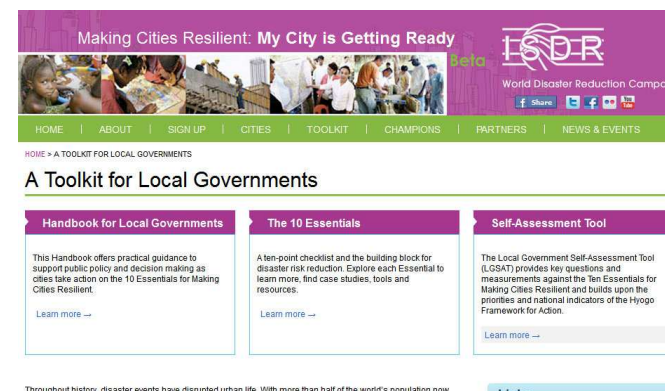 Making Cities Resilient: My City is Getting Ready
Beta
ISDR
World Disaster Reduction
Share
HOME | ABOUT | SIGN UP | CITIES | TOOLKIT | CHAMPIONS | PARTNERS | NEWS & EVENTS
HOME > A TOOLKIT FOR LOCAL GOVERNMENTS
A Toolkit for Local Governments
Handbook for Local Governments
This Handbook offers practical guidance to
support public policy and decision making as
cities take action on the 10 Essentials for Making
Cities Resilient.
Learn more →
The 10 Essentials
A ten-point checklist and the building block for
disaster risk reduction. Explore each Essential to
learn more, find case studies, tools and
resources.
Learn more →
Self-Assessment Tool
The Local Government Self-Assessment Tool
(LGSAT) provides key questions and
measurements against the Ten Essentials for
Making Cities Resilient and builds upon the
priorities and national indicators of the Hyogo
Framework for Action.
Learn more →
Throughout history, disaster events have disrupted urban life. With more than half of the world's population now